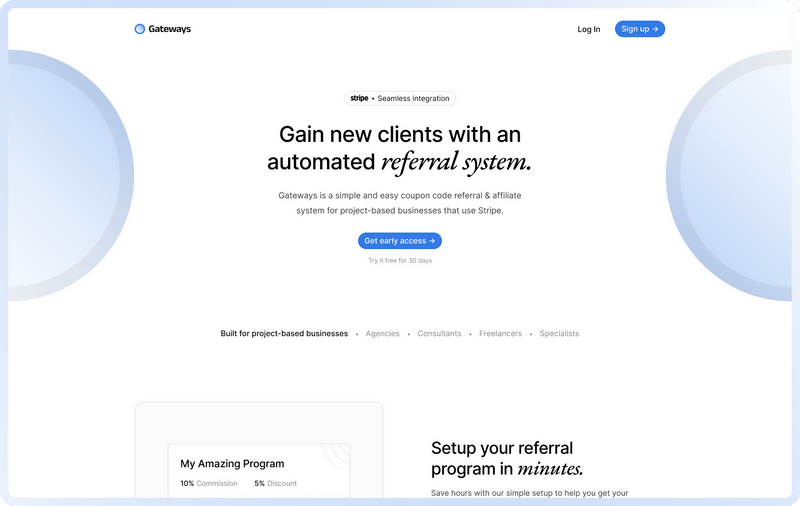 Gateways
Log In
Sign up →
stripe • Seamless integration
Gain new clients with an
automated referral system.
Gateways is a simple and easy coupon code referral & affiliate
system for project-based businesses that use Stripe.
Get early access →
Try it free for 30 days
Built for project-based businesses • Agencies • Consultants • Freelancers • Specialists
My Amazing Program
10% Commission 5% Discount
Setup your referral
program in minutes.
Save hours with our simple setup to help you get your